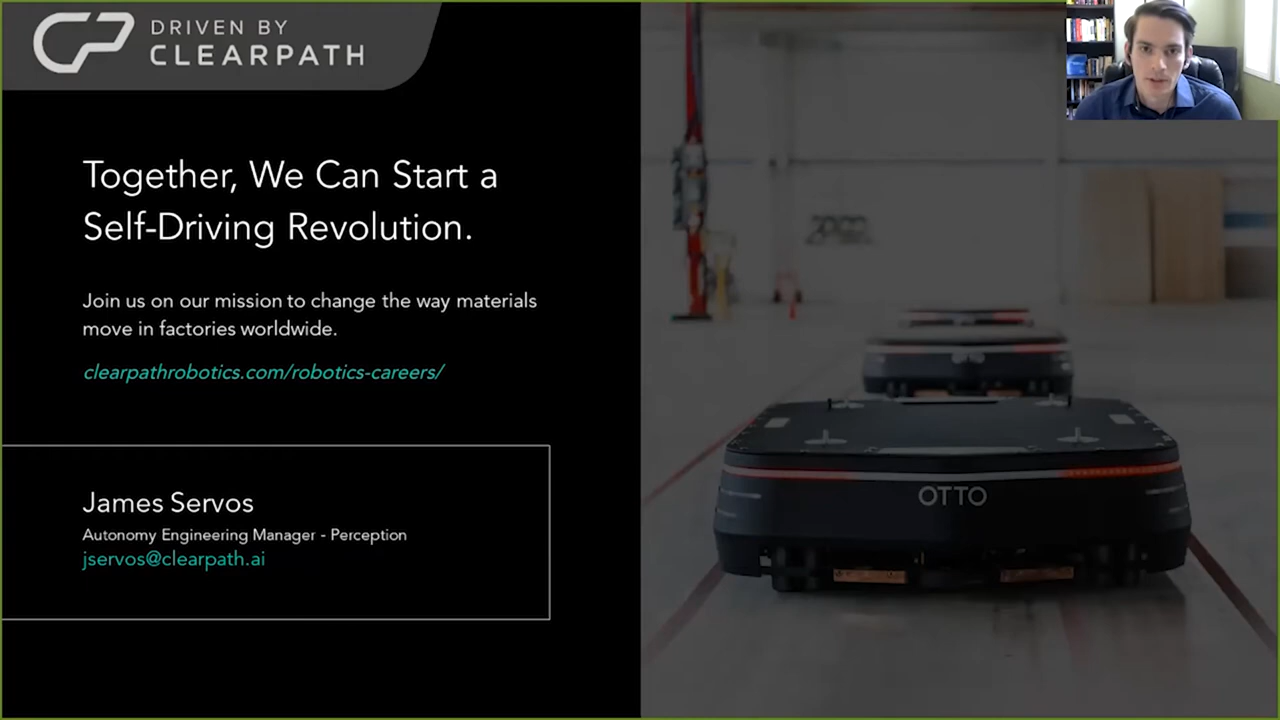 DRIVEN BY
CLEARPATH
Together, We Can Start a
Self-Driving Revolution.
Join us on our mission to change the way materials
move in factories worldwide.
clearpathrobotics.com/robotics-careers/
James Servos
Autonomy Engineering Manager - Perception
jservos@clearpath.ai
OTTO